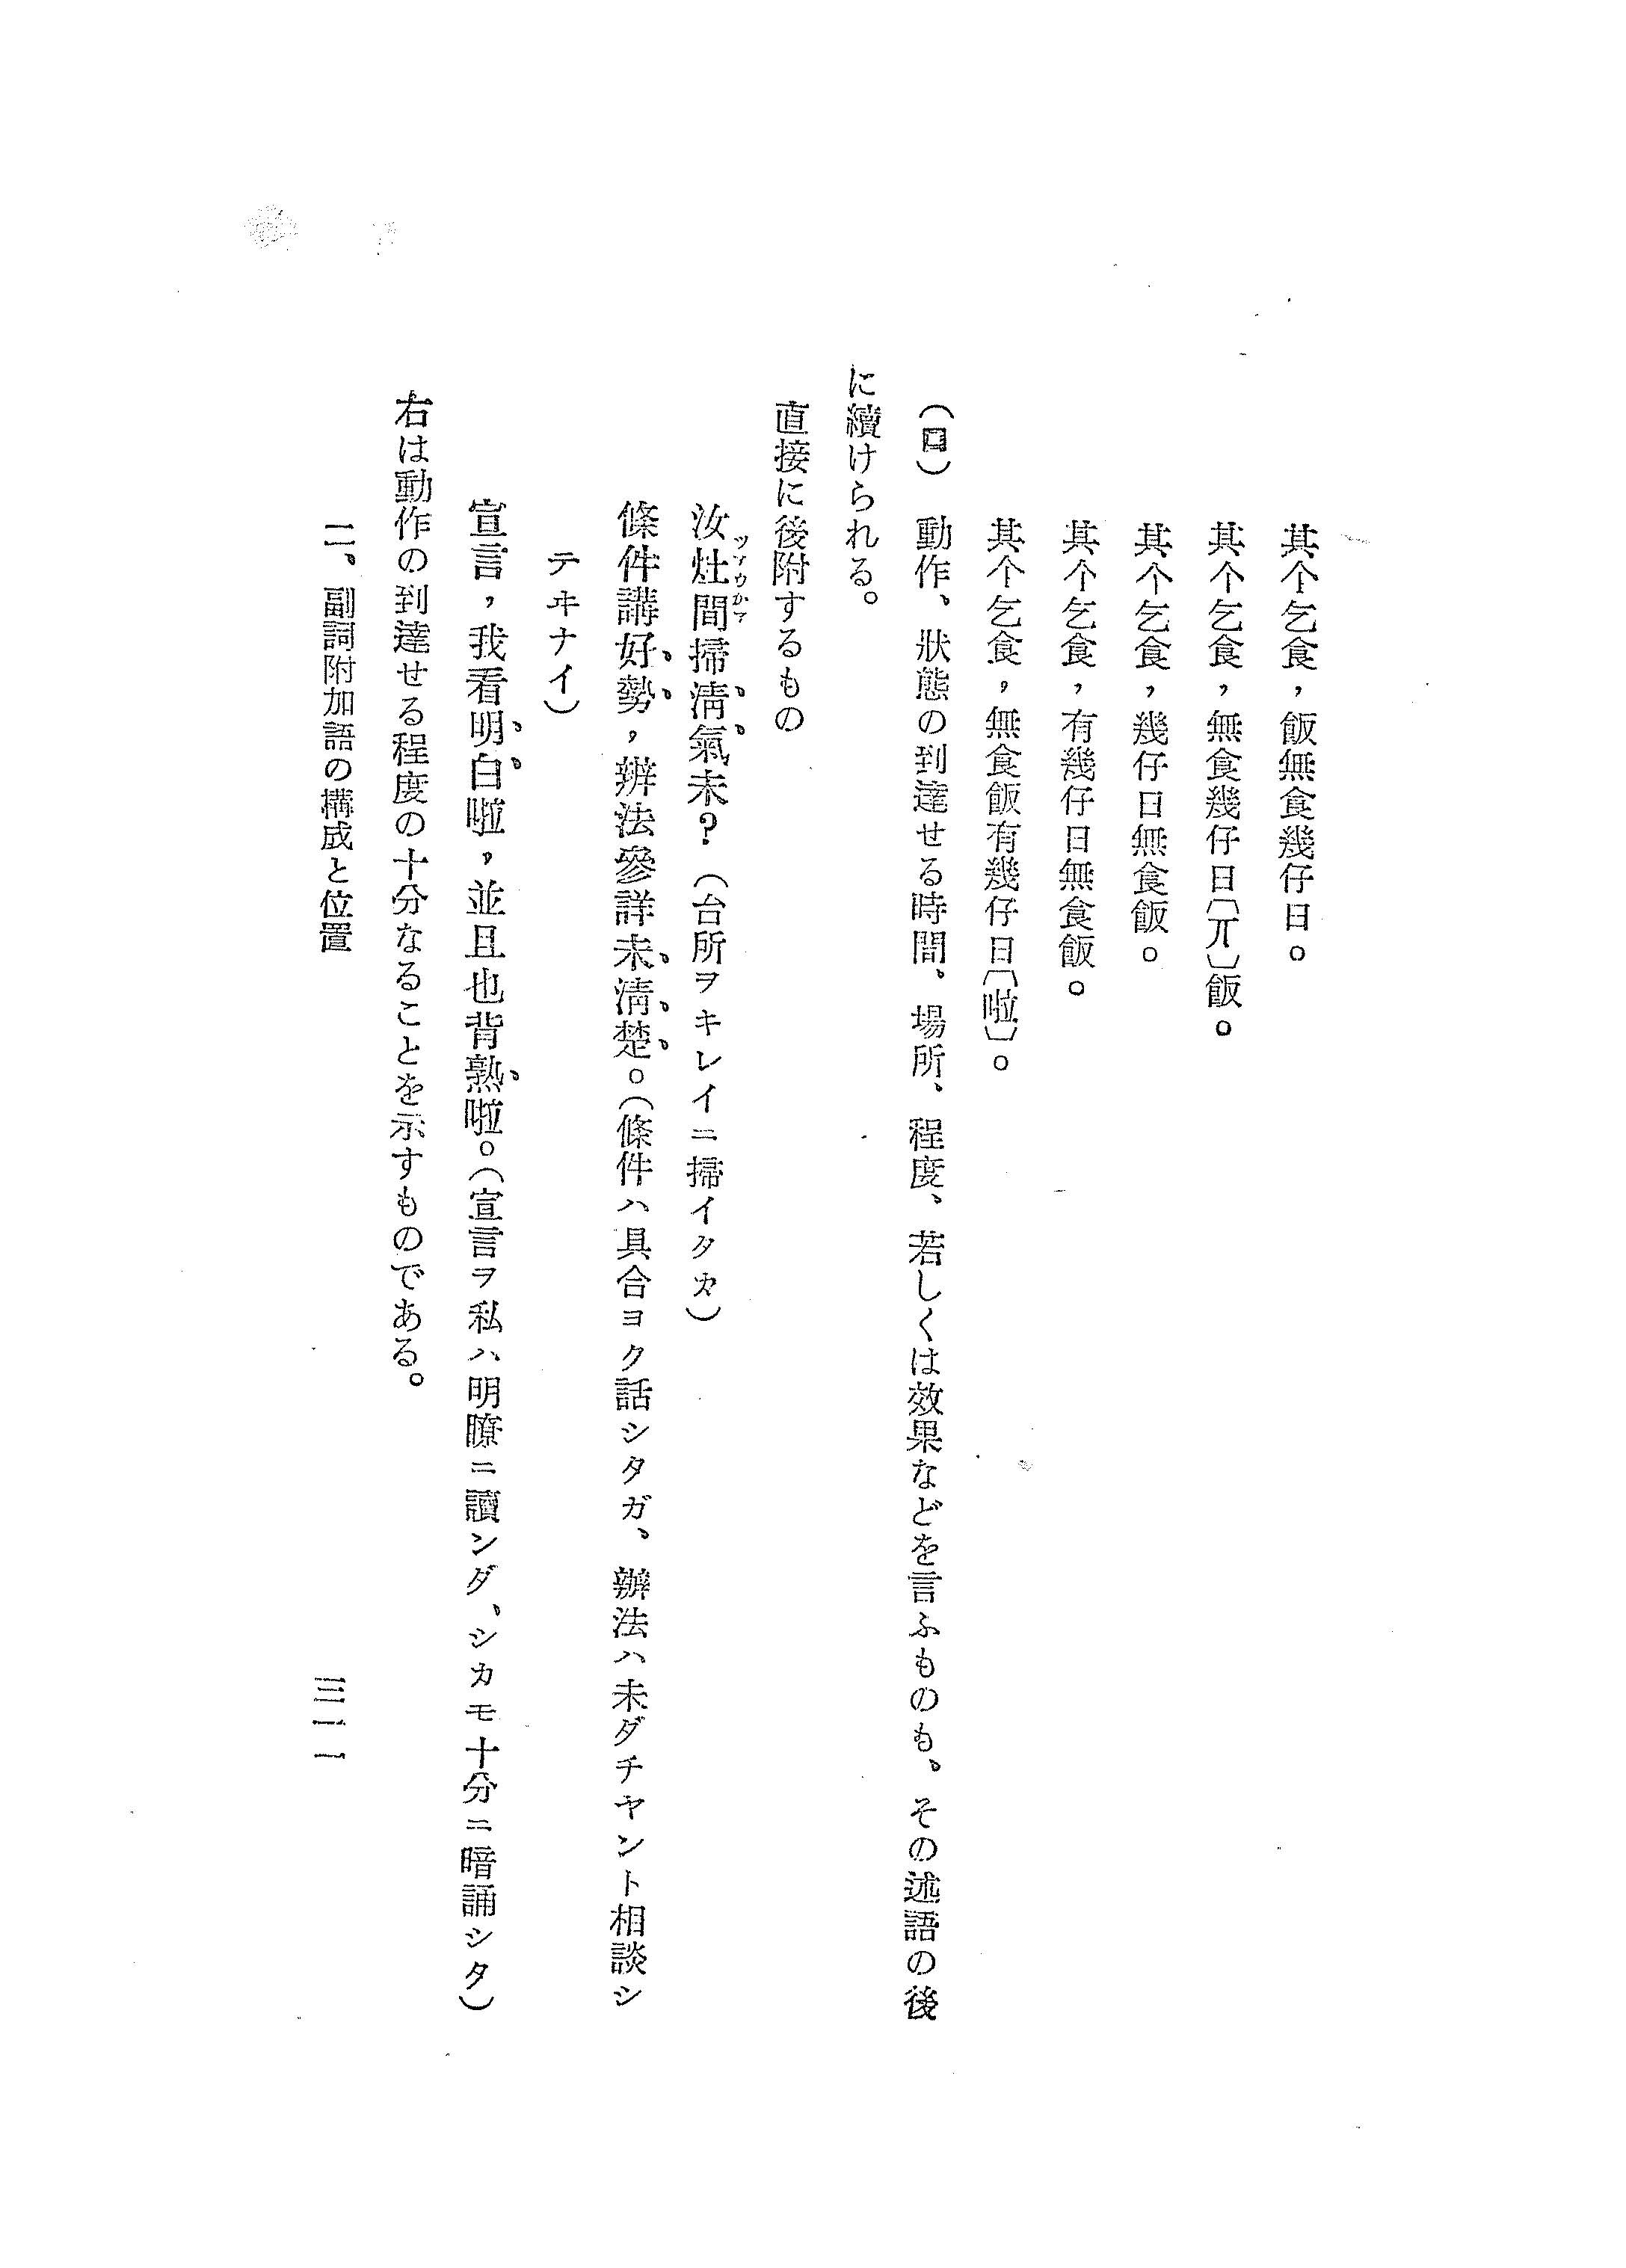 其个乞食，飯無食幾仔日。
其个乞食，無食幾仔日〔丌〕飯。
其个乞食，幾仔日無食飯。
其个乞食，有幾仔日無食飯。
其个乞食，無食飯有幾仔日〔啦〕。
（ロ）　動作、狀態の到達せる時間、場所、程度、若しくは效果などを言ふものも、その述語の後
に續けられる。
直接に後附するもの
汝灶間掃淸氣未？（台所ヲキレイニ掃イタカ）
條件講好勢，辦法參詳未淸楚。（條件ハ具合ヨク話シタガ、辦法ハ未ダチヤント相談シ
テヰナイ）
宣言，我看明白啦，並且也背熟啦。（宣言ヲ私ハ明瞭ニ讀ンダ、シカモ十分ニ暗誦シタ）
右は動作の到達せる程度の十分なることを示すものである。
二、副詞附加語の構成と位置
三一一